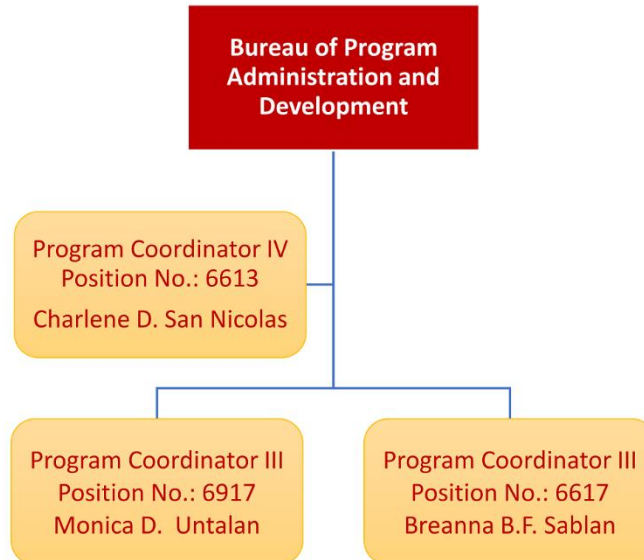 Bureau of Program
Administration and
Development
Program Coordinator IV
Position No.: 6613
Charlene D. San Nicolas
Program Coordinator III
Position No.: 6917
Monica D. Untalan
Program Coordinator III
Position No.: 6617
Breanna B.F. Sablan